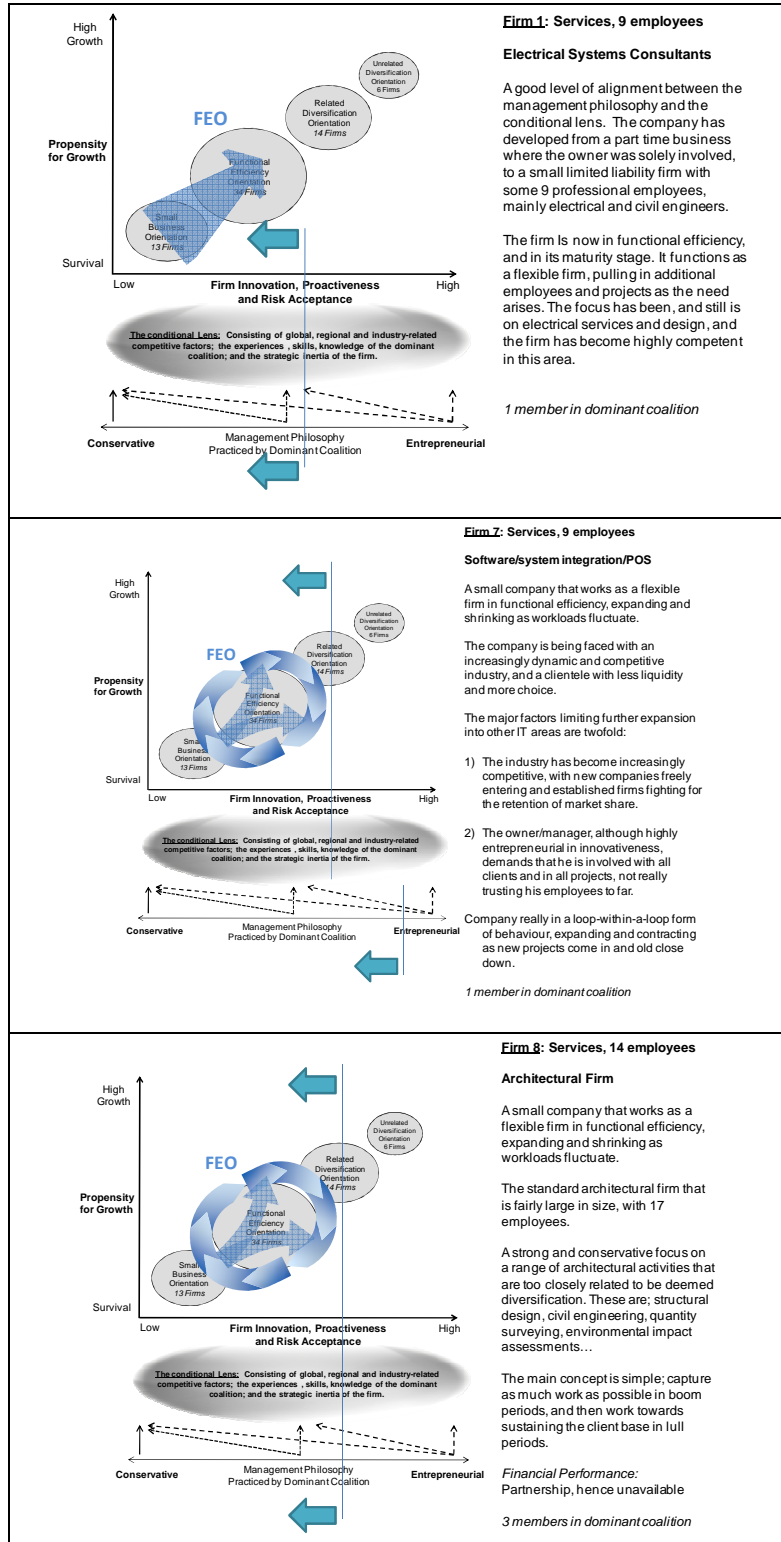 High
Growth
Propensity
for Growth
Survival
FEO
Unrelated
Diversification
Orientation
6 Firms
Related
Diversification
Orientation
14 Firms
Functional
Efficiency
Orientation
34 Firms
Small
Business
Orientation
13 Firms
Low
Firm Innovation, Proactiveness
and Risk Acceptance
High
The conditional Lens: Consisting of global, regional and industry-related
competitive factors; the experiences , skills, knowledge of the dominant
coalition; and the strategic inertia of the firm.
Conservative
Management Philosophy
Practiced by Dominant Coalition
Entrepreneurial
Firm 1: Services, 9 employees
Electrical Systems Consultants
A good level of alignment between the
management philosophy and the
conditional lens. The company has
developed from a part time business
where the owner was solely involved,
to a small limited liability firm with
some 9 professional employees,
mainly electrical and civil engineers.
The firm Is now in functional efficiency,
and in its maturity stage. It functions as
a flexible firm, pulling in additional
employees and projects as the need
arises. The focus has been, and still is
on electrical services and design, and
the firm has become highly competent
in this area.
1 member in dominant coalition
High
Growth
Propensity
for Growth
Survival
FEO
Unrelated
Diversification
Orientation
6 Firms
Related
Diversification
Orientation
14 Firms
Functional
Efficiency
Orientation
34 Firms
Small
Business
Orientation
13 Firms
Low
Firm Innovation, Proactiveness
and Risk Acceptance
High
The conditional Lens: Consisting of global, regional and industry-related
competitive factors; the experiences , skills, knowledge of the dominant
coalition; and the strategic inertia of the firm.
Conservative
Management Philosophy
Practiced by Dominant Coalition
Entrepreneurial
Firm 7: Services, 9 employees
Software/system integration/POS
A small company that works as a flexible
firm in functional efficiency, expanding and
shrinking as workloads fluctuate.
The company is being faced with an
increasingly dynamic and competitive
industry, and a clientele with less liquidity
and more choice.
The major factors limiting further expansion
into other IT areas are twofold:
1) The industry has become increasingly
competitive, with new companies freely
entering and established firms fighting for
the retention of market share.
2) The owner/manager, although highly
entrepreneurial in innovativeness,
demands that he is involved with all
clients and in all projects, not really
trusting his employees to far.
Company really in a loop-within-a-loop form
of behaviour, expanding and contracting
as new projects come in and old close
down.
1 member in dominant coalition
High
Growth
Propensity
for Growth
Survival
FEO
Unrelated
Diversification
Orientation
6 Firms
Related
Diversification
Orientation
14 Firms
Functional
Efficiency
Orientation
34 Firms
Small
Business
Orientation
13 Firms
Low
Firm Innovation, Proactiveness
and Risk Acceptance
High
The conditional Lens: Consisting of global, regional and industry-related
competitive factors; the experiences , skills, knowledge of the dominant
coalition; and the strategic inertia of the firm.
Conservative
Management Philosophy
Practiced by Dominant Coalition
Entrepreneurial
Firm 8: Services, 14 employees
Architectural Firm
A small company that works as a
flexible firm in functional efficiency,
expanding and shrinking as
workloads fluctuate.
The standard architectural firm that
is fairly large in size, with 17
employees.
A strong and conservative focus on
a range of architectural activities that
are too closely related to be deemed
diversification. These are; structural
design, civil engineering, quantity
surveying, environmental impact
assessments…
The main concept is simple; capture
as much work as possible in boom
periods, and then work towards
sustaining the client base in lull
periods.
Financial Performance:
Partnership, hence unavailable
3 members in dominant coalition